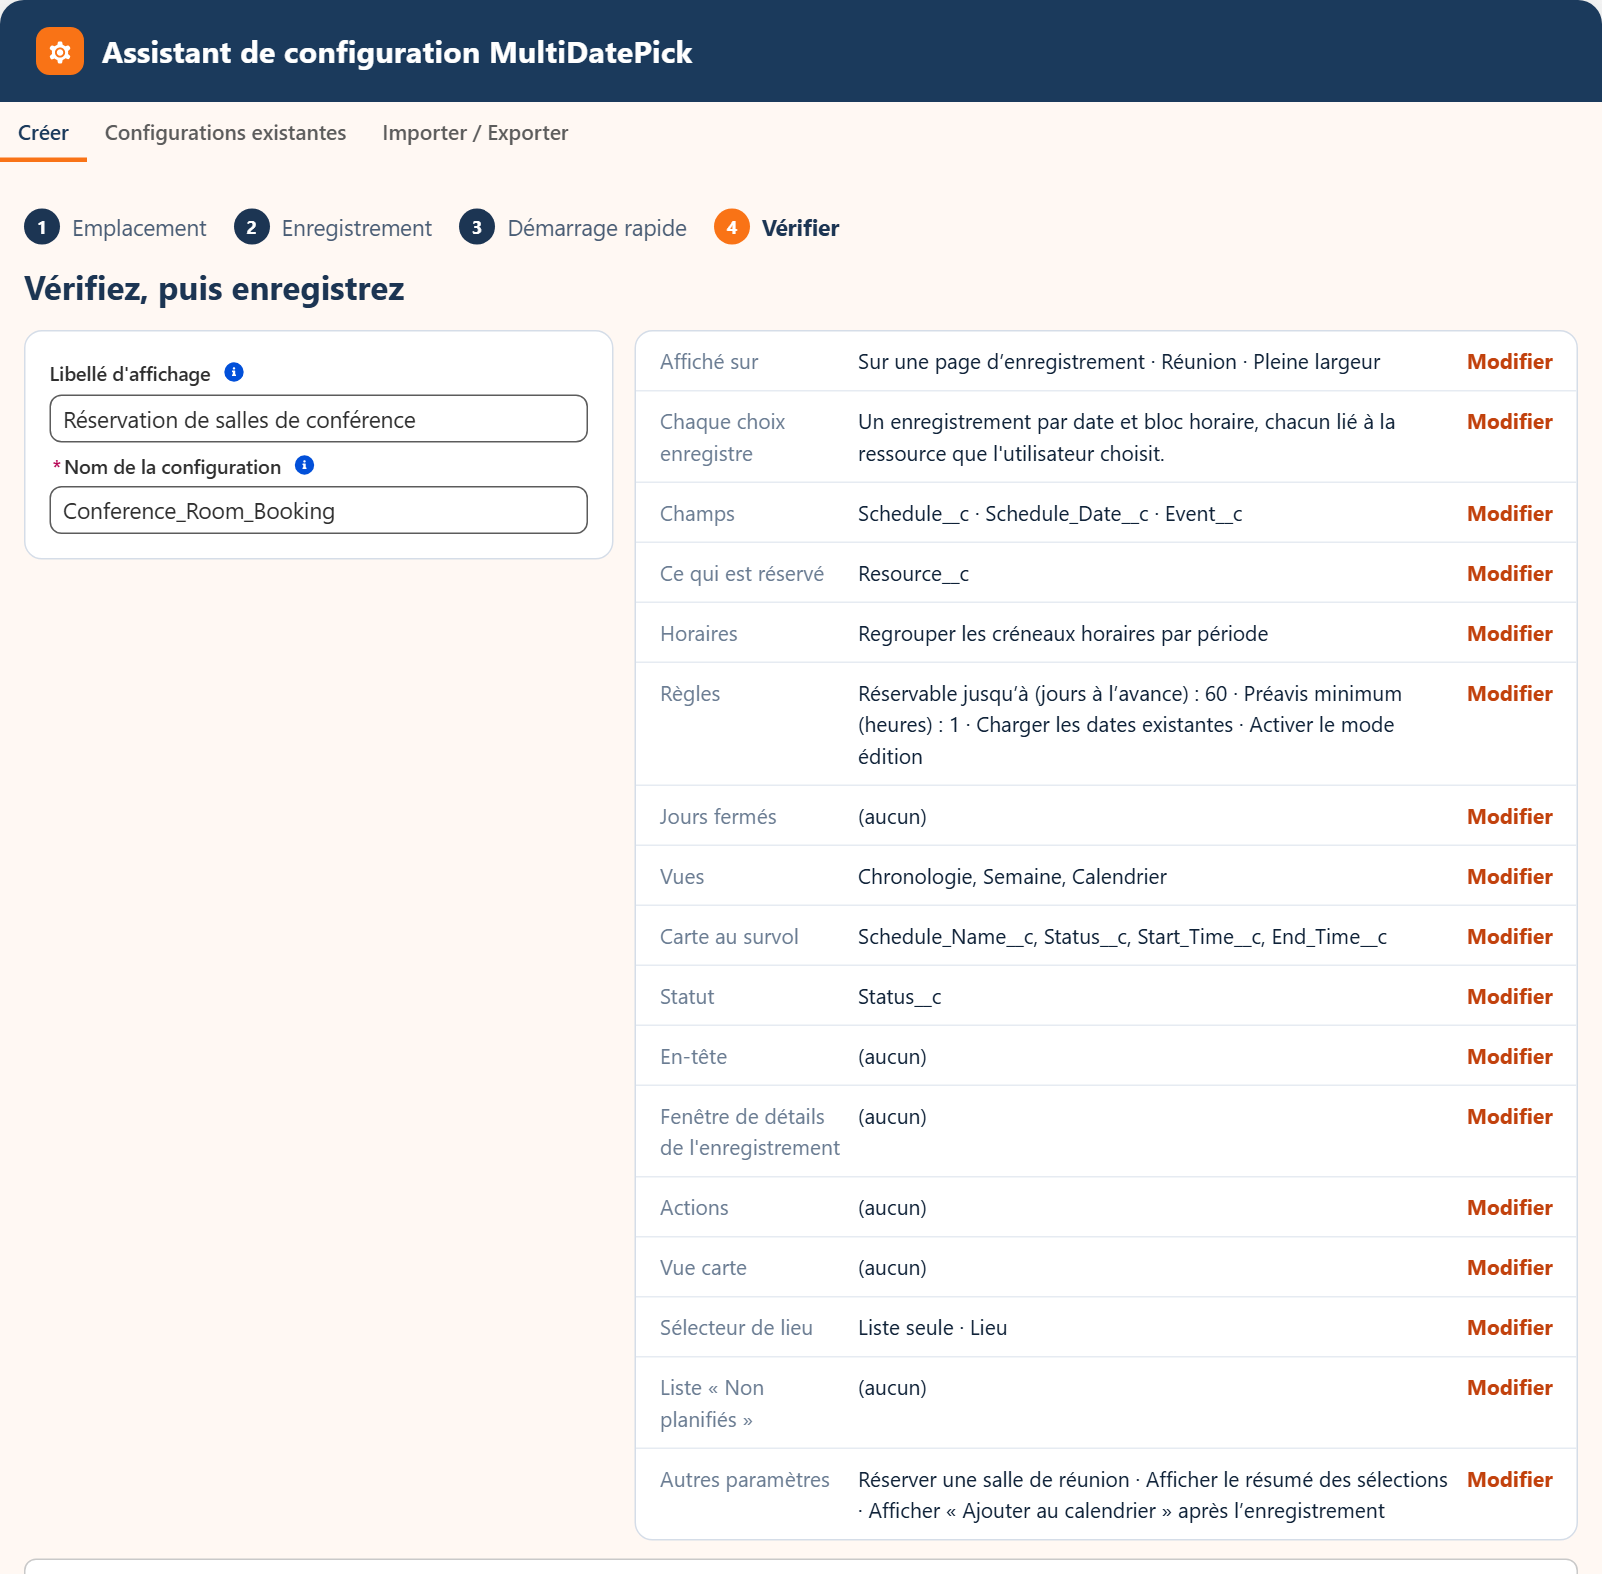 Assistant de configuration MultiDatePick
Créer
Configurations existantes
Importer / Exporter
1 Emplacement
2 Enregistrement
3 Démarrage rapide
4 Vérifier
Vérifiez, puis enregistrez
Libellé d'affichage
Réservation de salles de conférence
*Nom de la configuration
Conference_Room_Booking
Affiché sur
Sur une page d’enregistrement · Réunion · Pleine largeur
Modifier
Chaque choix
enregistre
Un enregistrement par date et bloc horaire, chacun lié à la
ressource que l'utilisateur choisit.
Modifier
Champs
Schedule__c · Schedule_Date__c · Event__c
Modifier
Ce qui est réservé
Resource__c
Modifier
Horaires
Regrouper les créneaux horaires par période
Modifier
Règles
Réservable jusqu’à (jours à l’avance) : 60 · Préavis minimum
(heures) : 1 · Charger les dates existantes · Activer le mode
édition
Modifier
Jours fermés
(aucun)
Modifier
Vues
Chronologie, Semaine, Calendrier
Modifier
Carte au survol
Schedule_Name__c, Status__c, Start_Time__c, End_Time__c
Modifier
Statut
Status__c
Modifier
En-tête
(aucun)
Modifier
Fenêtre de détails
de l'enregistrement
(aucun)
Modifier
Actions
(aucun)
Modifier
Vue carte
(aucun)
Modifier
Sélecteur de lieu
Liste seule · Lieu
Modifier
Liste « Non
planifiés »
(aucun)
Modifier
Autres paramètres
Réserver une salle de réunion · Afficher le résumé des sélections
· Afficher « Ajouter au calendrier » après l’enregistrement
Modifier